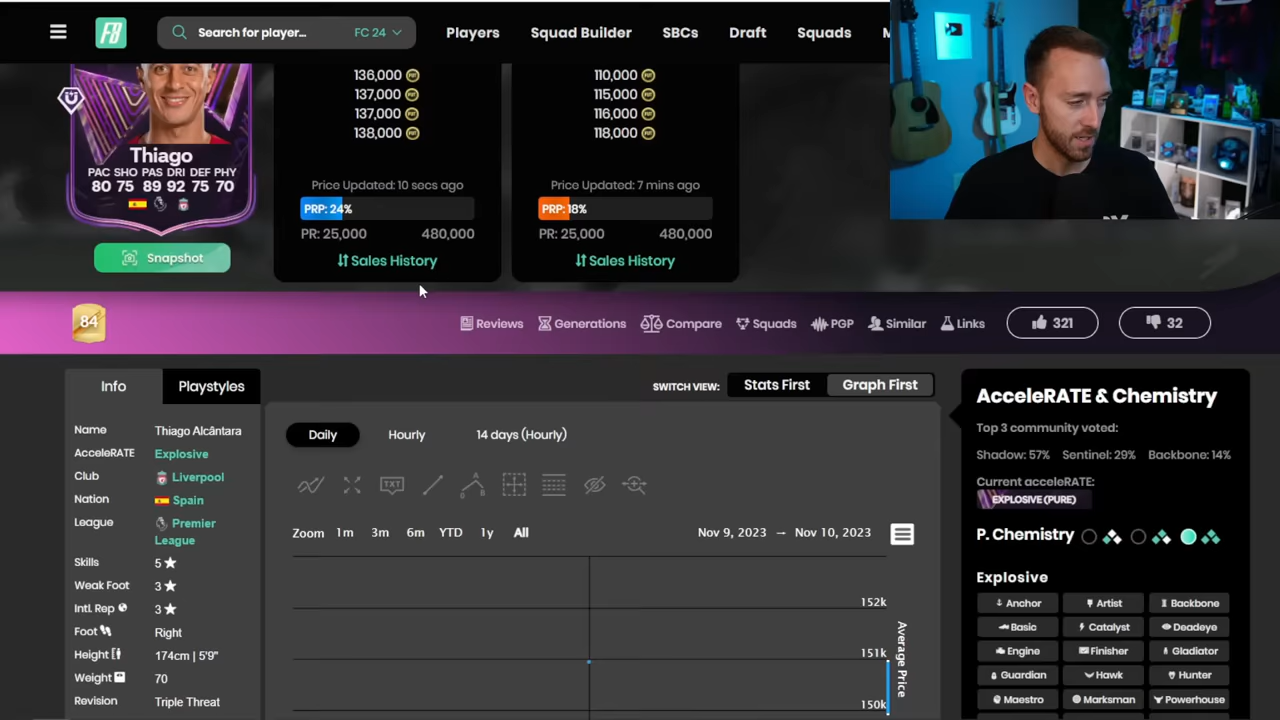 FB
Search for player...
FC 24
Players
Squad Builder
SBCs
Draft
Squads
M
Thiago
PAC SHO PAS DRI DEF PHY
80 75 89 92 75 70
Snapshot
136,000
137,000
137,000
138,000
Price Updated: 10 secs ago
PRP: 24%
PR: 25,000
480,000
Sales History
110,000
115,000
116,000
118,000
Price Updated: 7 mins ago
PRP: 18%
PR: 25,000
480,000
Sales History
84
Reviews
Generations
Compare
Squads
PGP
Similar
Links
321
32
Info
Playstyles
Name Thiago Alcântara
AcceleRATE Explosive
Club Liverpool
Nation Spain
League Premier
League
Skills 5
Weak Foot 3
Intl. Rep 3
Foot Right
Height 174cm | 5'9"
Weight 70
Revision Triple Threat
SWITCH VIEW:
Stats First
Graph First
Daily
Hourly
14 days (Hourly)
TXT
Zoom 1m 3m 6m YTD 1y All
Nov 9, 2023 → Nov 10, 2023
152k
151k
150k
Average Price
AcceleRATE & Chemistry
Top 3 community voted:
Shadow: 57% Sentinel: 29% Backbone: 14%
Current acceleRATE:
EXPLOSIVE (PURE)
P. Chemistry
Explosive
Anchor
Artist
Backbone
Basic
Catalyst
Deadeye
Engine
Finisher
Gladiator
Guardian
Hawk
Hunter
Maestro
Marksman
Powerhouse